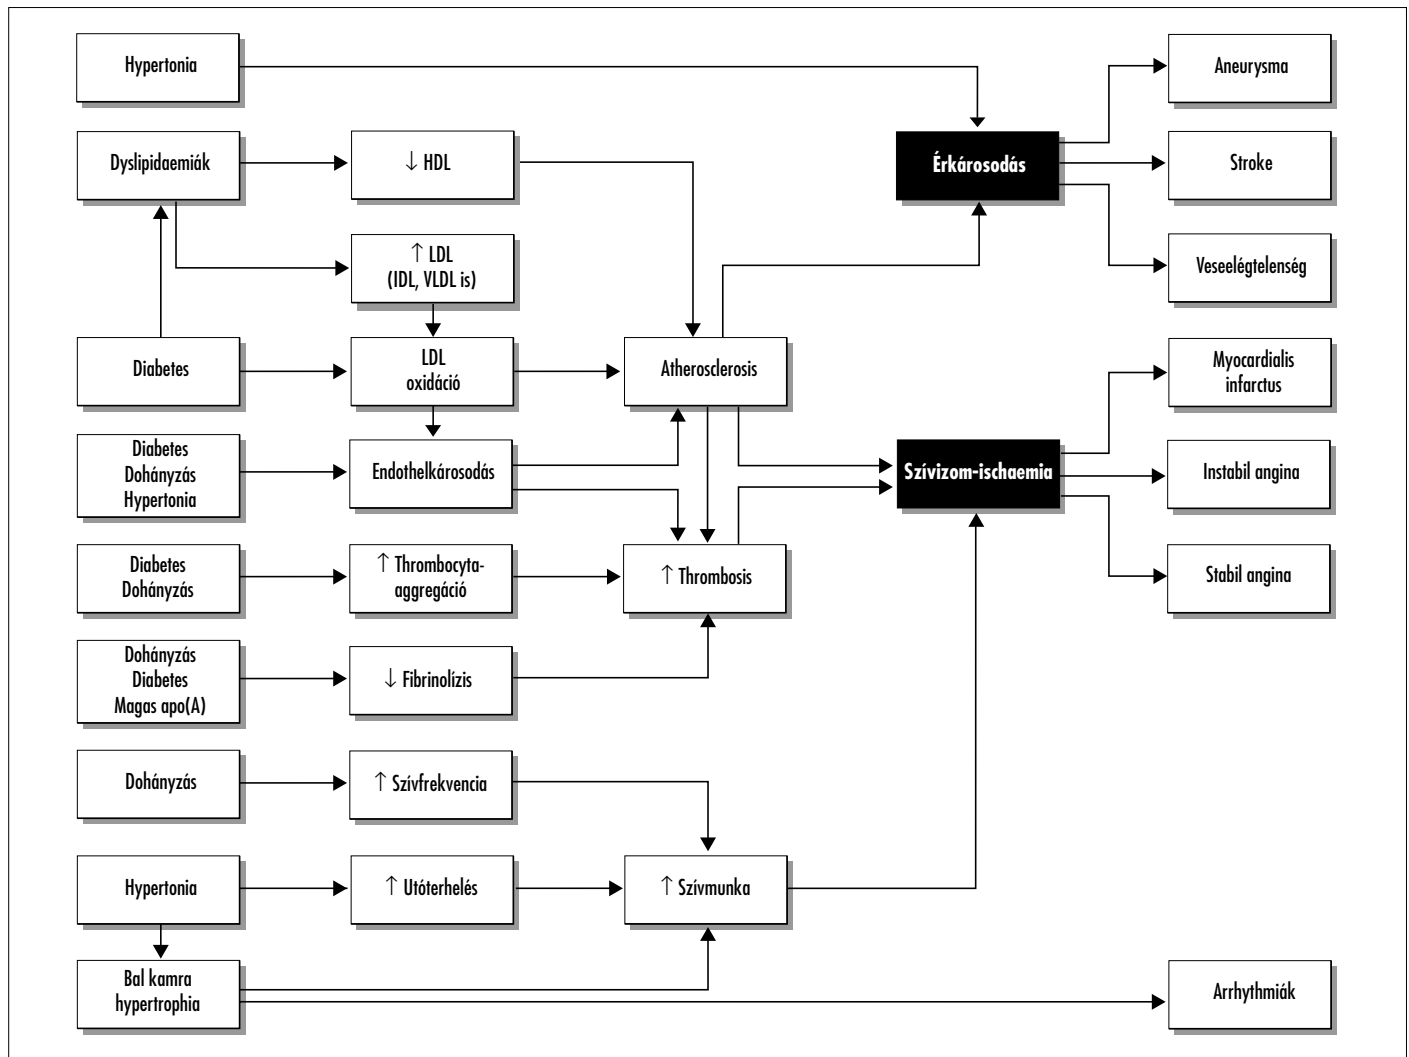 Hypertonia
Aneurysma
Dyslipidaemiák
↓ HDL
Érkárosodás
Stroke
↑ LDL
(IDL, VLDL is)
Veseelégtelenség
Diabetes
LDL
oxidáció
Atherosclerosis
Myocardialis
infarctus
Diabetes
Dohányzás
Hypertonia
Endothelkárosodás
Szívizom-ischaemia
Instabil angina
Diabetes
Dohányzás
↑ Thrombocyta-
aggregáció
↑ Thrombosis
Stabil angina
Dohányzás
Diabetes
Magas apo(A)
↓ Fibrinolízis
Dohányzás
↑ Szívfrekvencia
Hypertonia
↑ Utóterhelés
↑ Szívmunka
Bal kamra
hypertrophia
Arrhythmiák